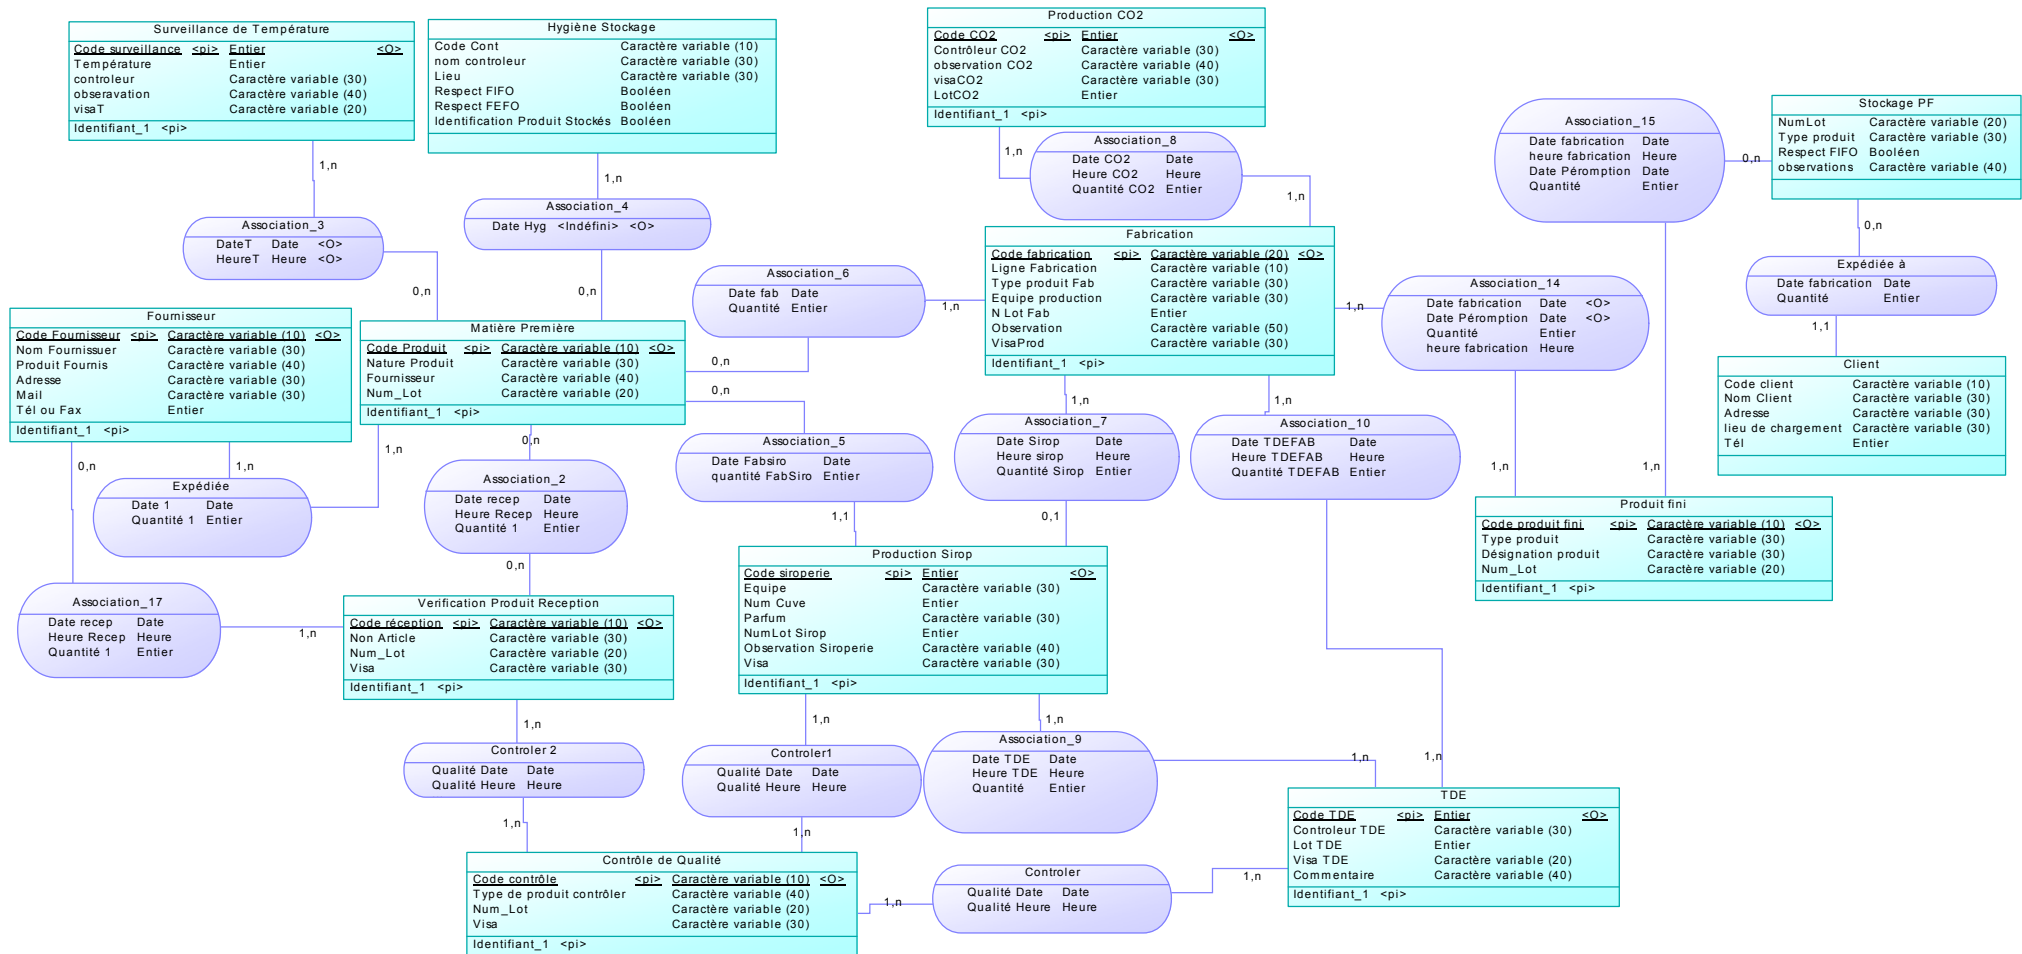 Surveillance de Température
Code surveillance <pi> Entier <O>
Température Entier
controleur Caractère variable (30)
obseravation Caractère variable (40)
visaT Caractère variable (20)
Identifiant_1 <pi>
Hygiène Stockage
Code Cont Caractère variable (10)
nom controleur Caractère variable (30)
Lieu Caractère variable (30)
Respect FIFO Booléen
Respect FEFO Booléen
Identification Produit Stockés Booléen
Production CO2
Code CO2 <pi> Entier <O>
Contrôleur CO2 Caractère variable (30)
observation CO2 Caractère variable (40)
visaCO2 Caractère variable (30)
LotCO2 Entier
Identifiant_1 <pi>
Association_15
Date fabrication Date
heure fabrication Heure
Date Péromption Date
Quantité Entier
0,n
1,n
Stockage PF
NumLot Caractère variable (20)
Type produit Caractère variable (30)
Respect FIFO Booléen
observations Caractère variable (40)
1,n
1,n
1,n
Association_8
Date CO2 Date
Heure CO2 Heure
Quantité CO2 Entier
1,n
0,n
Association_3
DateT Date <O>
HeureT Heure <O>
0,n
Association_4
Date Hyg <Indéfini> <O>
0,n
Association_6
Date fab Date
Quantité Entier
1,n
0,n
Fabrication
Code fabrication <pi> Caractère variable (20) <O>
Ligne Fabrication Caractère variable (10)
Type produit Fab Caractère variable (30)
Equipe production Caractère variable (30)
N Lot Fab Entier
Observation Caractère variable (50)
VisaProd Caractère variable (30)
Identifiant_1 <pi>
1,n
Association_14
Date fabrication Date <O>
Date Péromption Date <O>
Quantité Entier
heure fabrication Heure
1,n
Expédiée à
Date fabrication Date
Quantité Entier
1,1
Fournisseur
Code Fournisseur <pi> Caractère variable (10) <O>
Nom Fournissuer Caractère variable (30)
Produit Fournis Caractère variable (40)
Adresse Caractère variable (30)
Mail Caractère variable (30)
Tél ou Fax Entier
Identifiant_1 <pi>
Matière Première
Code Produit <pi> Caractère variable (10) <O>
Nature Produit Caractère variable (30)
Fournisseur Caractère variable (40)
Num_Lot Caractère variable (20)
Identifiant_1 <pi>
Client
Code client Caractère variable (10)
Nom Client Caractère variable (30)
Adresse Caractère variable (30)
lieu de chargement Caractère variable (30)
Tél Entier
0,n
1,n
1,n
0,n
0,n
1,n
1,n
Expédiée
Date 1 Date
Quantité 1 Entier
Association_2
Date recep Date
Heure Recep Heure
Quantité 1 Entier
0,n
Association_5
Date Fabsiro Date
quantité FabSiro Entier
1,1
Association_7
Date Sirop Date
Heure sirop Heure
Quantité Sirop Entier
0,1
Association_10
Date TDEFAB Date
Heure TDEFAB Heure
Quantité TDEFAB Entier
1,n
Produit fini
Code produit fini <pi> Caractère variable (10) <O>
Type produit Caractère variable (30)
Désignation produit Caractère variable (30)
Num_Lot Caractère variable (20)
Identifiant_1 <pi>
Association_17
Date recep Date
Heure Recep Heure
Quantité 1 Entier
1,n
Verification Produit Reception
Code réception <pi> Caractère variable (10) <O>
Non Article Caractère variable (30)
Num_Lot Caractère variable (20)
Visa Caractère variable (30)
Identifiant_1 <pi>
Production Sirop
Code siroperie <pi> Entier <O>
Equipe Caractère variable (30)
Num Cuve Entier
Parfum Caractère variable (30)
NumLot Sirop Entier
Observation Siroperie Caractère variable (40)
Visa Caractère variable (30)
Identifiant_1 <pi>
1,n
1,n
1,n
Controler 2
Qualité Date Date
Qualité Heure Heure
1,n
Controler1
Qualité Date Date
Qualité Heure Heure
1,n
Association_9
Date TDE Date
Heure TDE Heure
Quantité Entier
1,n
TDE
Code TDE <pi> Entier <O>
Controleur TDE Caractère variable (30)
Lot TDE Entier
Visa TDE Caractère variable (20)
Commentaire Caractère variable (40)
Identifiant_1 <pi>
Contrôle de Qualité
Code contrôle <pi> Caractère variable (10) <O>
Type de produit contrôler Caractère variable (40)
Num_Lot Caractère variable (20)
Visa Caractère variable (30)
Identifiant_1 <pi>
1,n
Controler
Qualité Date Date
Qualité Heure Heure
1,n